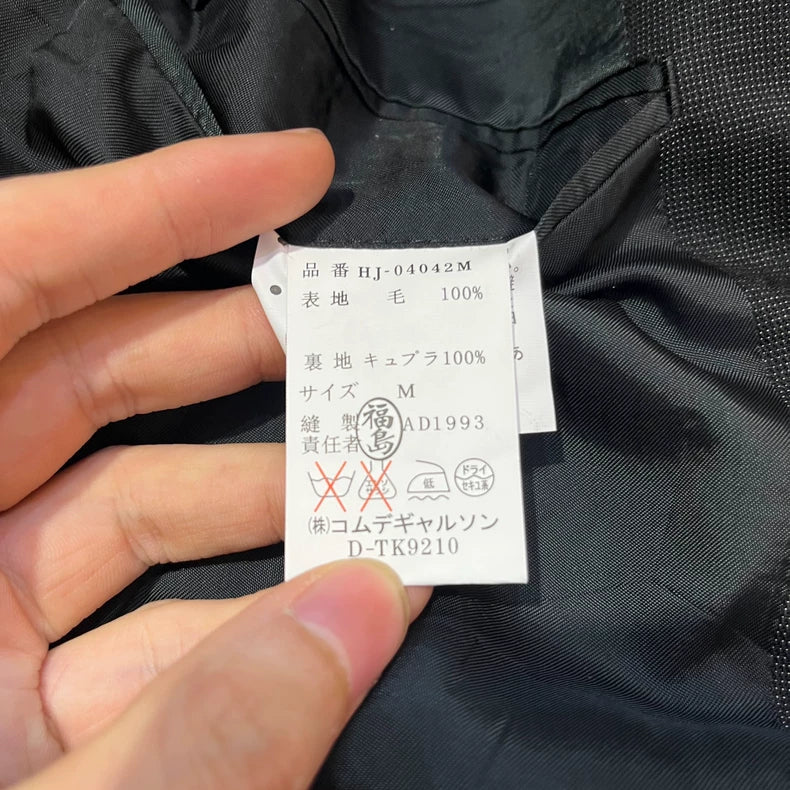 品番 HJ-04042M
表地 毛 100%
裏地 キュプラ100%
サイズ M
縫製 AD1993
責任者
福島
低
ドライ
セキユ系
(株)コムデギャルソン
D-TK9210